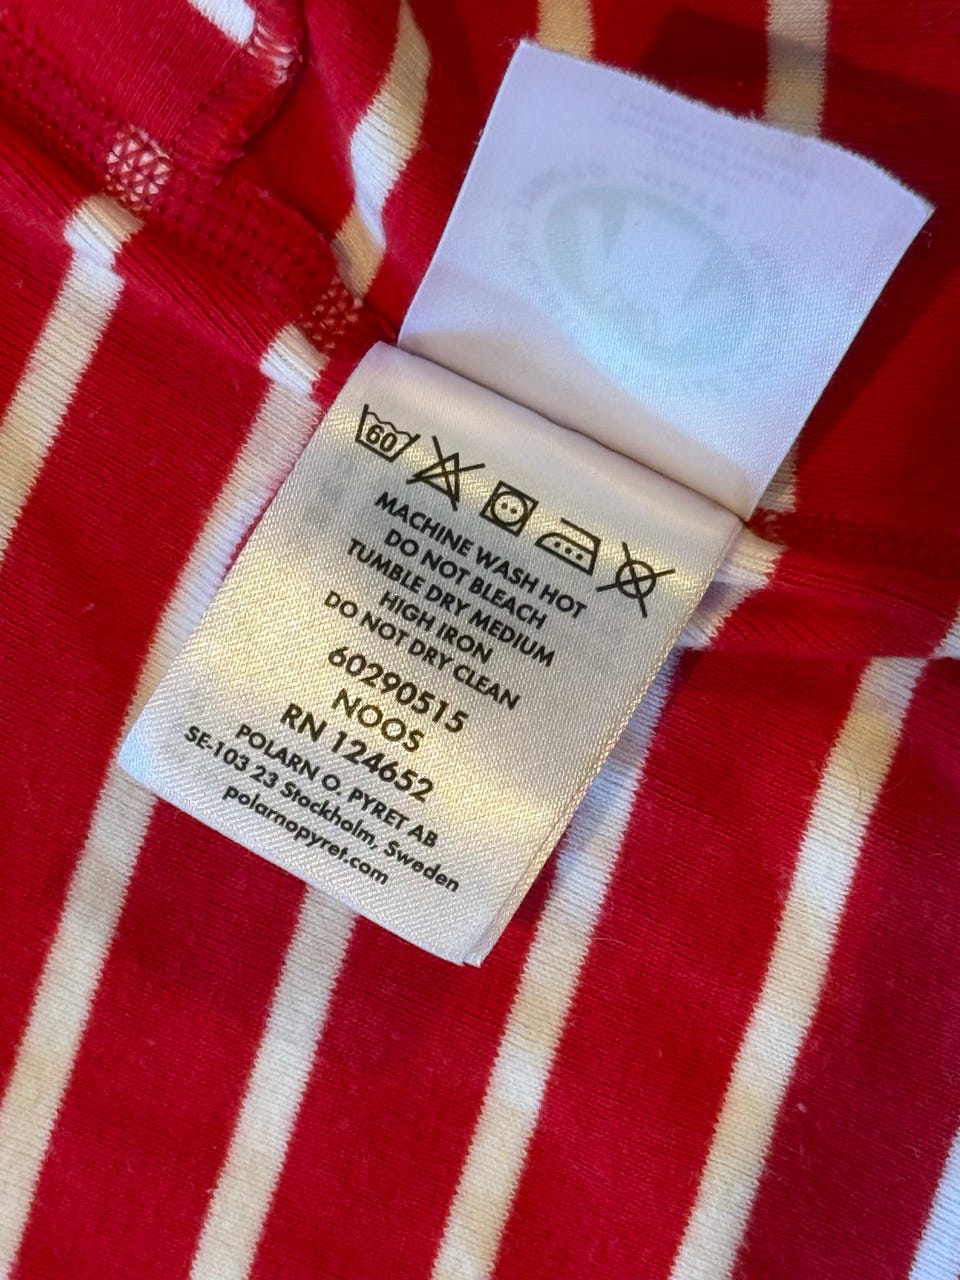 60
MACHINE WASH HOT
DO NOT BLEACH
TUMBLE DRY MEDIUM
HIGH IRON
DO NOT DRY CLEAN
60290515
NOOS
RN 124652
POLARN O. PYRET AB
SE-103 23 Stockholm, Sweden
polarnopyret.com